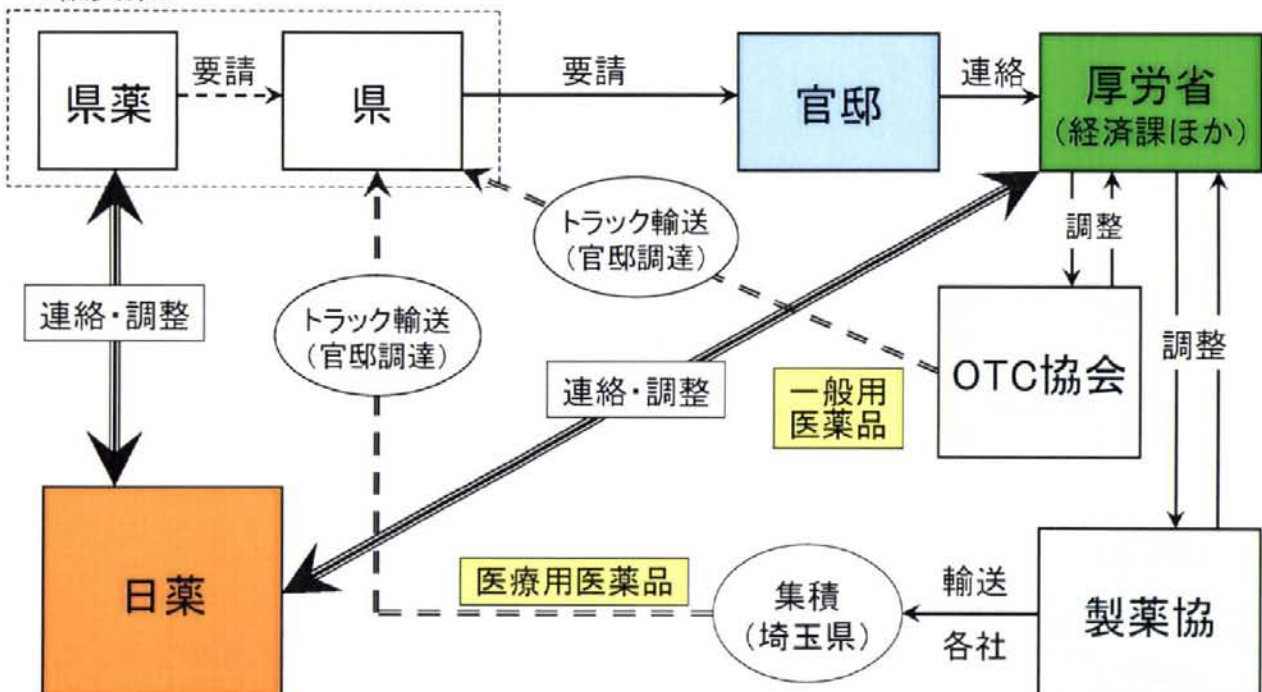 県薬
要請
県
要請
官邸
連絡
厚労省
(経済課ほか)
トラック輸送
(官邸調達)
調整
連絡・調整
トラック輸送
(官邸調達)
連絡・調整
一般用
医薬品
OTC協会
調整
日薬
医療用医薬品
集積
(埼玉県)
輸送
各社
製薬協